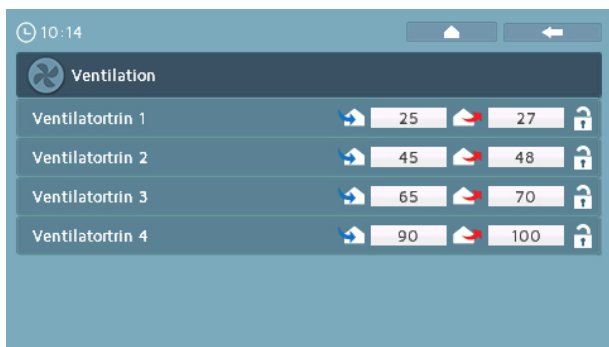 10:14
Ventilation
Ventilatortrin 1 25 27
Ventilatortrin 2 45 48
Ventilatortrin 3 65 70
Ventilatortrin 4 90 100